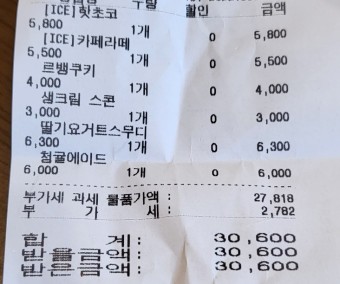 수량 할인 금액
[ICE]핫초코
5,800 1개 0 5,800
[ICE]카페라떼
5,500 1개 0 5,500
르뱅쿠키
4,000 1개 0 4,000
생크림 스콘
3,000 1개 0 3,000
딸기요거트스무디
6,300 1개 0 6,300
청귤에이드
6,000 1개 0 6,000
부가세 과세 물품가액 : 27,818
부 가 세 : 2,782
합 계: 30,600
받을금액: 30,600
받은금액: 30,600